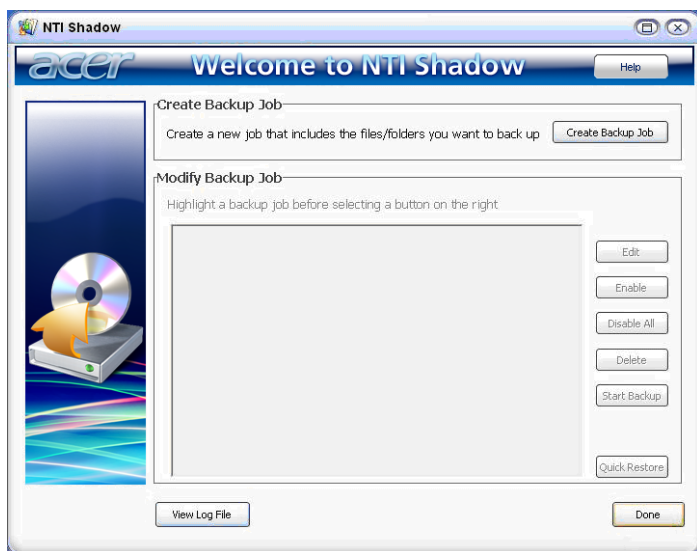 NTI Shadow
acer
Welcome to NTI Shadow
Help
Create Backup Job
Create a new job that includes the files/folders you want to back up
Create Backup Job
Modify Backup Job
Highlight a backup job before selecting a button on the right
Edit
Enable
Disable All
Delete
Start Backup
Quick Restore
View Log File
Done